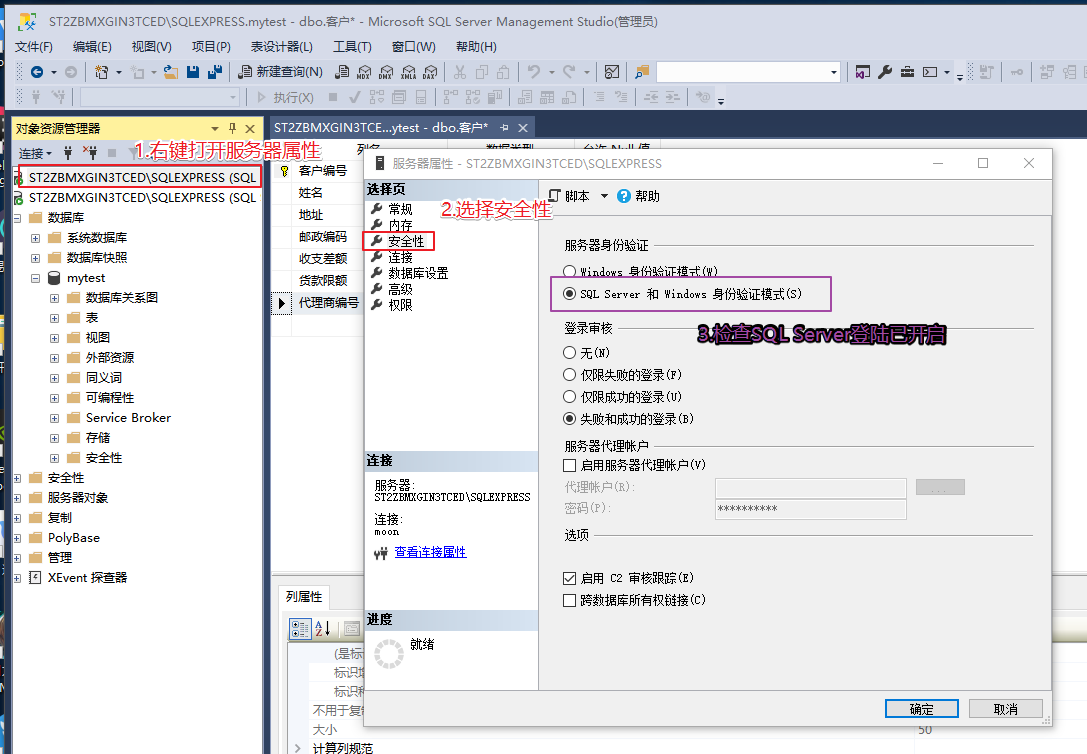 ST2ZBMXGIN3TCED\SQLEXPRESS.mytest - dbo.客户* - Microsoft SQL Server Management Studio(管理员)
文件(F) 编辑(E) 视图(V) 项目(P) 表设计器(L) 工具(T) 窗口(W) 帮助(H)
新建查询(N) MDX DMX XMLA DAX
执行(X)
对象资源管理器
ST2ZBMXGIN3TCE...ytest - dbo.客户*
连接
1.右键打开服务器属性
ST2ZBMXGIN3TCED\SQLEXPRESS (SQL
ST2ZBMXGIN3TCED\SQLEXPRESS (SQL
数据库
系统数据库
数据库快照
mytest
数据库关系图
表
视图
外部资源
同义词
可编程性
Service Broker
存储
安全性
安全性
服务器对象
复制
PolyBase
管理
XEvent 探查器
列名 数据类型 允许 Null 值
客户编号
姓名
地址
邮政编码
收支差额
货款限额
代理商编号
服务器属性 - ST2ZBMXGIN3TCED\SQLEXPRESS
选择页
常规
内存
安全性
连接
数据库设置
高级
权限
2.选择安全性
脚本 帮助
服务器身份验证
Windows 身份验证模式(W)
SQL Server 和 Windows 身份验证模式(S)
3.检查SQL Server登陆已开启
登录审核
无(N)
仅限失败的登录(F)
仅限成功的登录(U)
失败和成功的登录(B)
服务器代理帐户
启用服务器代理帐户(V)
代理帐户(R):
...
密码(P):
**********
选项
启用 C2 审核跟踪(E)
跨数据库所有权链接(C)
连接
服务器:
ST2ZBMXGIN3TCED\SQLEXPRESS
连接:
moon
查看连接属性
进度
就绪
确定 取消
列属性
(是标
标识增
标识种
不用于复制
大小
50
计算列规范